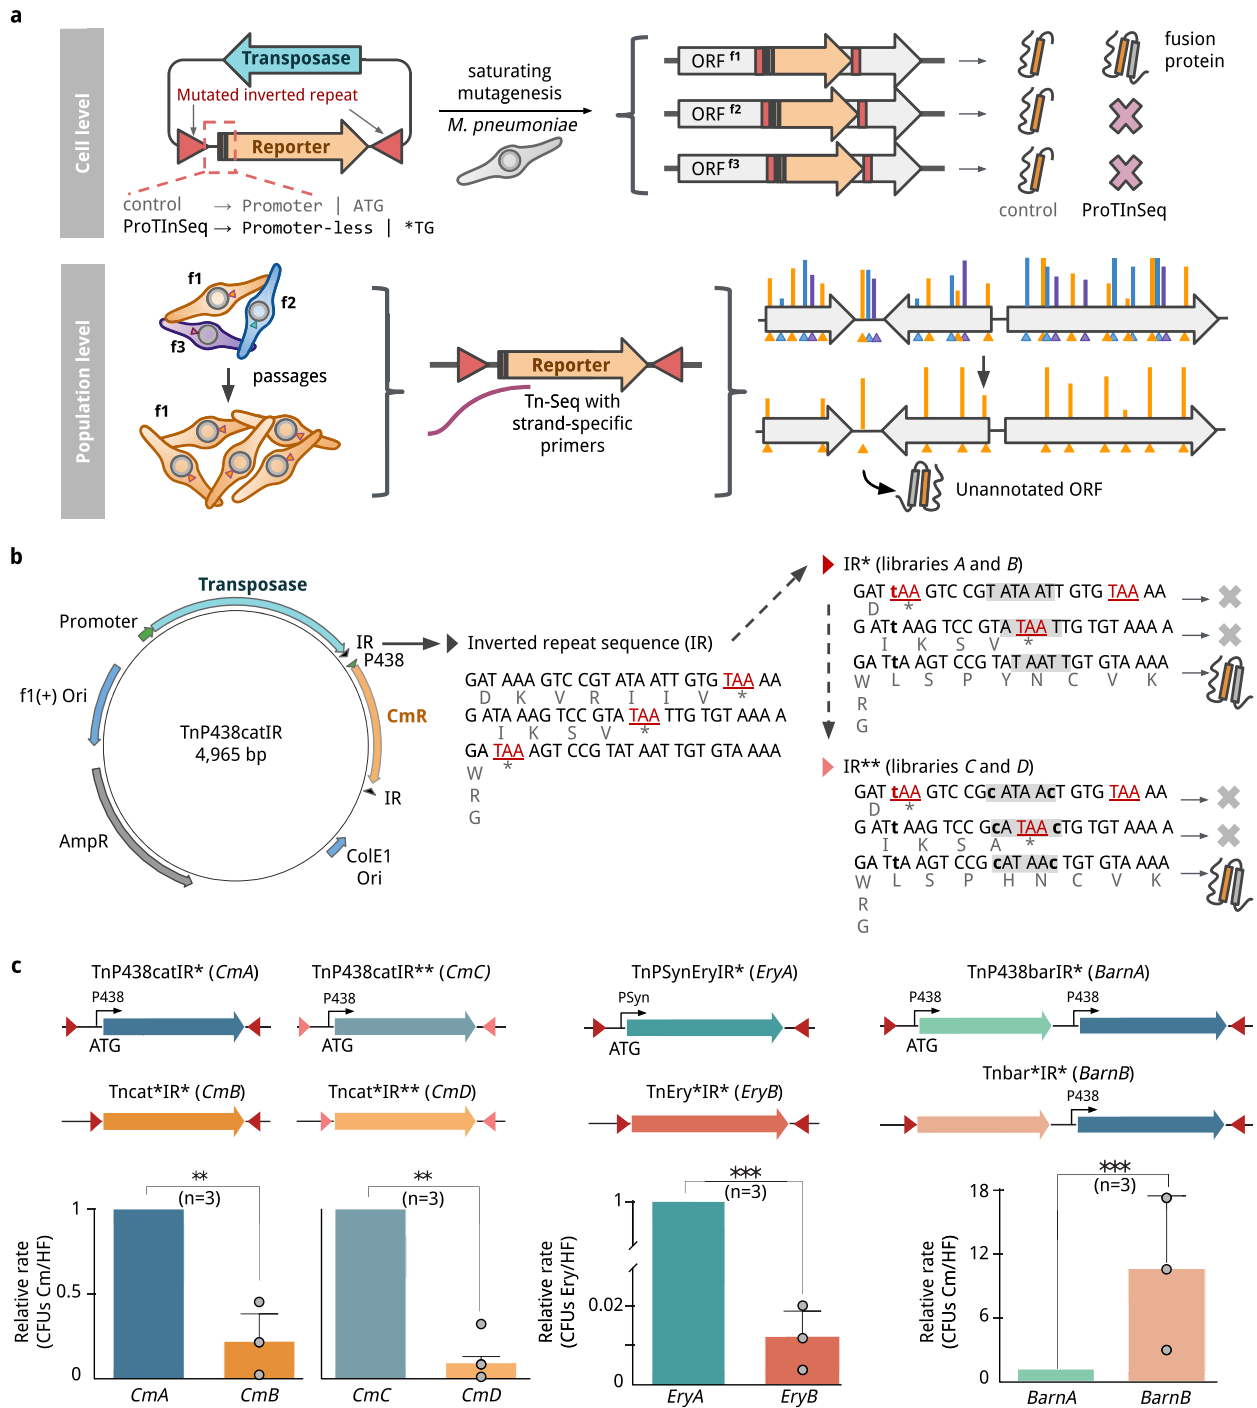 a
Cell level
Transposase
Mutated inverted repeat
Reporter
control → Promoter | ATG
ProTInSeq → Promoter-less | *TG
saturating
mutagenesis
M. pneumoniae
ORF f1
ORF f2
ORF f3
fusion
protein
control
ProTInSeq
Population level
f1
f2
f3
passages
f1
Reporter
Tn-Seq with
strand-specific
primers
Unannotated ORF
b
Transposase
Promoter
IR
P438
f1(+) Ori
CmR
TnP438catIR
4,965 bp
IR
AmpR
ColE1
Ori
Inverted repeat sequence (IR)
GAT AAA GTC CGT ATA ATT GTG TAA AA
D K V R I I V *
G ATA AAG TCC GTA TAA TTG TGT AAA A
I K S V *
GA TAA AGT CCG TAT AAT TGT GTA AAA
W *
R
G
IR* (libraries A and B)
GAT tAA GTC CGT ATA ATT GTG TAA AA
D *
G ATt AAG TCC GTA TAA TTG TGT AAA A
I K S V *
GA TtA AGT CCG TAT AAT TGT GTA AAA
W L S P Y N C V K
R
G
IR** (libraries C and D)
GAT tAA GTC CGc ATA AcT GTG TAA AA
D *
G ATt AAG TCC GcA TAA cTG TGT AAA A
I K S A *
GA TtA AGT CCG cAT AAc TGT GTA AAA
W L S P H N C V K
R
G
c
TnP438catIR* (CmA)
P438
ATG
TnP438catIR** (CmC)
P438
TnPSynEryIR* (EryA)
PSyn
ATG
TnP438barIR* (BarnA)
P438
P438
ATG
Tncat*IR* (CmB)
Tncat*IR** (CmD)
TnEry*IR* (EryB)
Tnbar*IR* (BarnB)
P438
Relative rate
(CFUs Cm/HF)
1
0.5
0
**
(n=3)
CmA
CmB
**
(n=3)
CmC
CmD
Relative rate
(CFUs Ery/HF)
1
0.02
0
***
(n=3)
EryA
EryB
Relative rate
(CFUs Cm/HF)
18
12
6
0
***
(n=3)
BarnA
BarnB